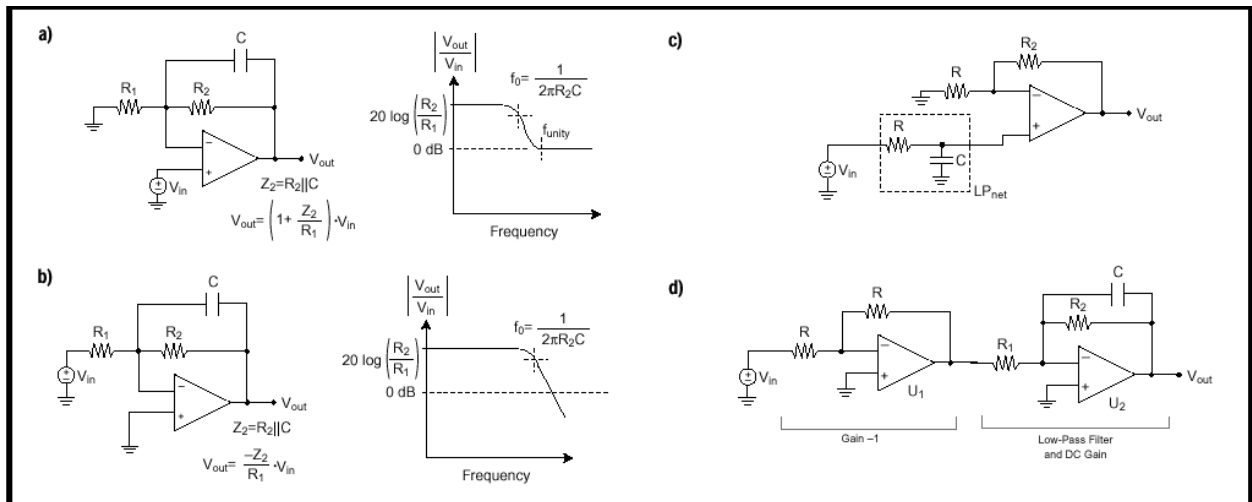 a)
C
R1
R2
−
+
Vin
Vout
Z2=R2||C
Vout= (1+ Z2/R1) ·Vin
|Vout/Vin|
f0= 1/2πR2C
20 log (R2/R1)
funity
0 dB
Frequency
b)
C
R1
R2
−
+
Vin
Vout
Z2=R2||C
Vout= −Z2/R1 ·Vin
|Vout/Vin|
f0= 1/2πR2C
20 log (R2/R1)
0 dB
Frequency
c)
R2
R
−
+
Vout
R
C
Vin
LPnet
d)
R
R
−
+
Vin
U1
Gain −1
C
R2
R1
−
+
Vout
U2
Low-Pass Filter
and DC Gain